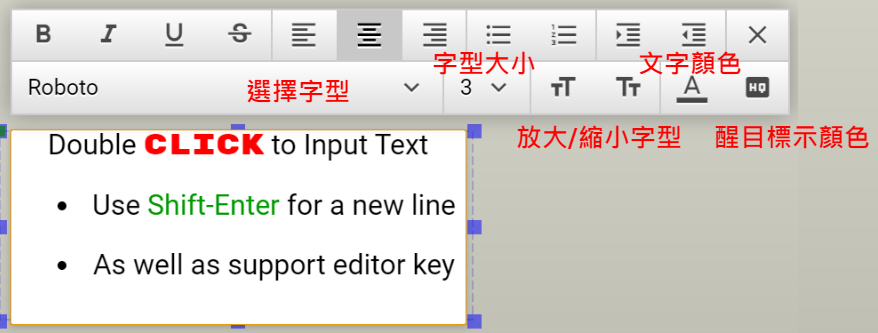 B I U S
字型大小 文字顏色
Roboto 選擇字型 3 TT Tт A HQ
放大/縮小字型 醒目標示顏色
Double CLICK to Input Text
• Use Shift-Enter for a new line
• As well as support editor key